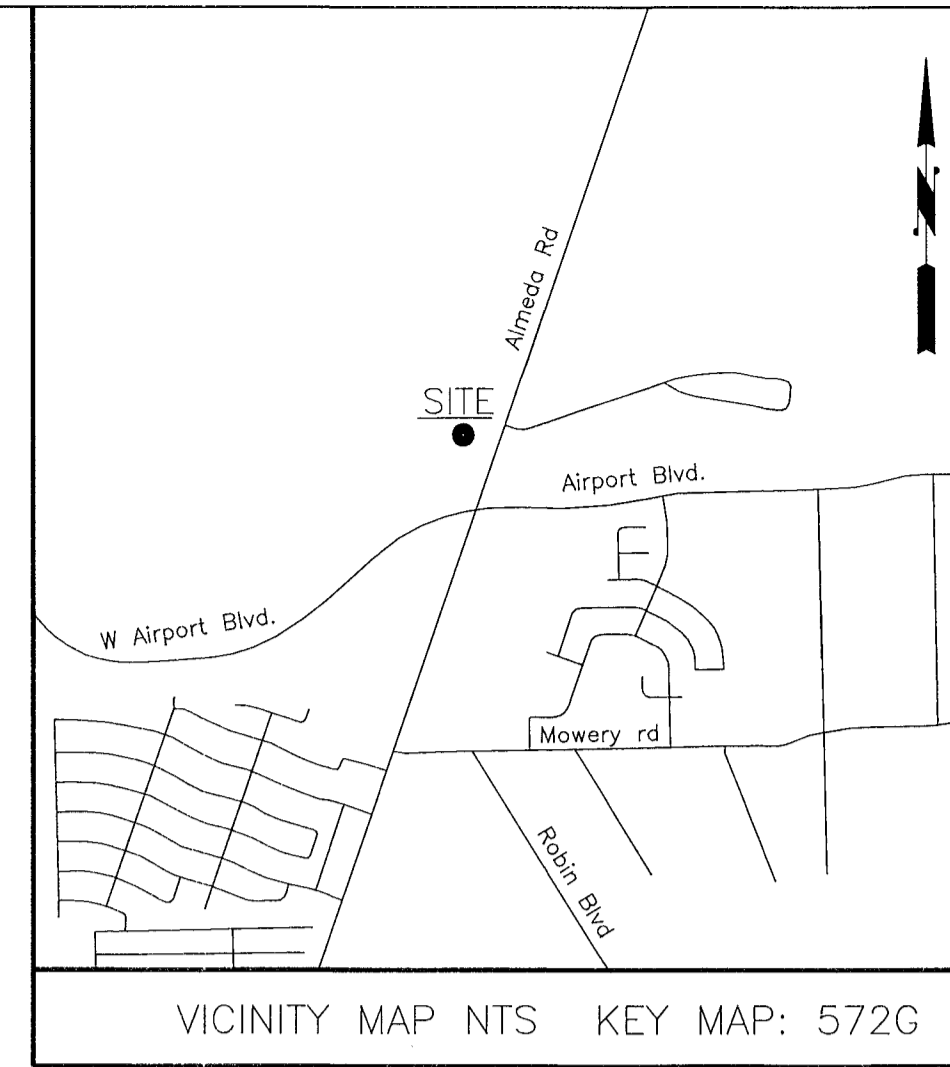 Almeda Rd
N
SITE
Airport Blvd.
W Airport Blvd.
Mowery rd
Robin Blvd
VICINITY MAP NTS KEY MAP: 572G